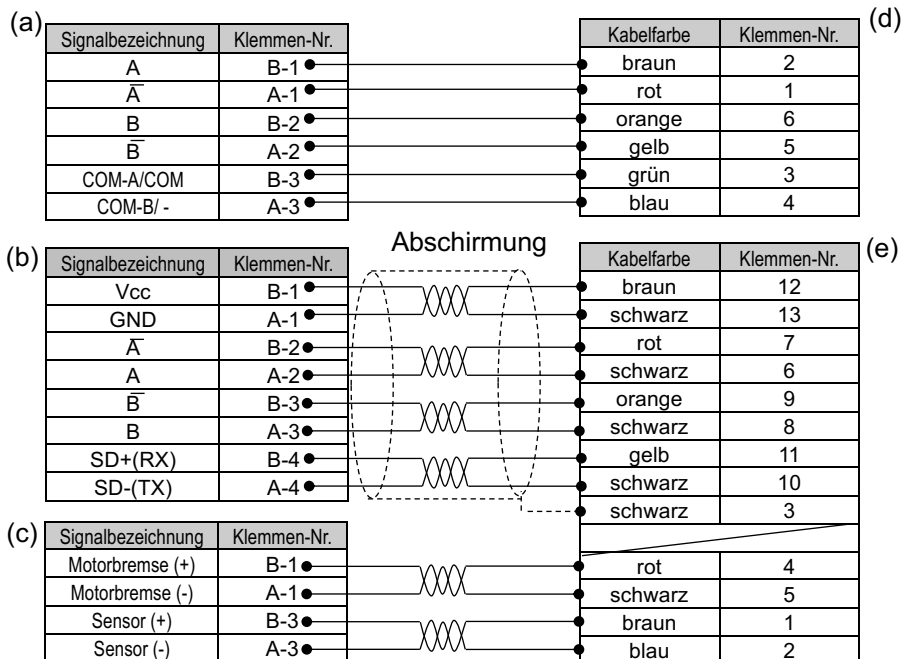 (a)
Signalbezeichnung Klemmen-Nr.
A B-1
A̅ A-1
B B-2
B̅ A-2
COM-A/COM B-3
COM-B/ - A-3
(d)
Kabelfarbe Klemmen-Nr.
braun 2
rot 1
orange 6
gelb 5
grün 3
blau 4
Abschirmung
(b)
Signalbezeichnung Klemmen-Nr.
Vcc B-1
GND A-1
A̅ B-2
A A-2
B̅ B-3
B A-3
SD+(RX) B-4
SD-(TX) A-4
(e)
Kabelfarbe Klemmen-Nr.
braun 12
schwarz 13
rot 7
schwarz 6
orange 9
schwarz 8
gelb 11
schwarz 10
schwarz 3
(c)
Signalbezeichnung Klemmen-Nr.
Motorbremse (+) B-1
Motorbremse (-) A-1
Sensor (+) B-3
Sensor (-) A-3
rot 4
schwarz 5
braun 1
blau 2